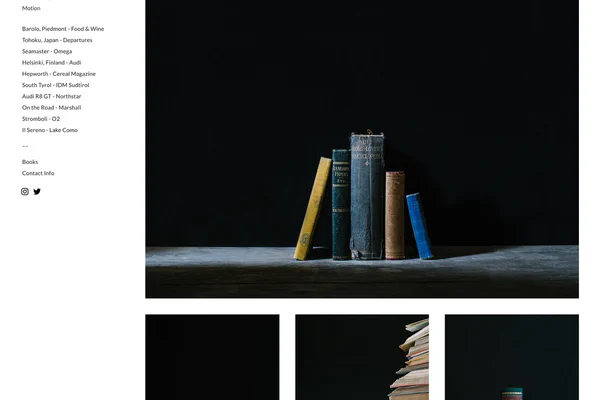 Motion
Barolo, Piedmont - Food & Wine
Tohoku, Japan - Departures
Seamaster - Omega
Helsinki, Finland - Audi
Hepworth - Cereal Magazine
South Tyrol - IDM Sudtirol
Audi R8 GT - Northstar
On the Road - Marshall
Stromboli - O2
Il Sereno - Lake Como
--
Books
Contact Info
PAPERS